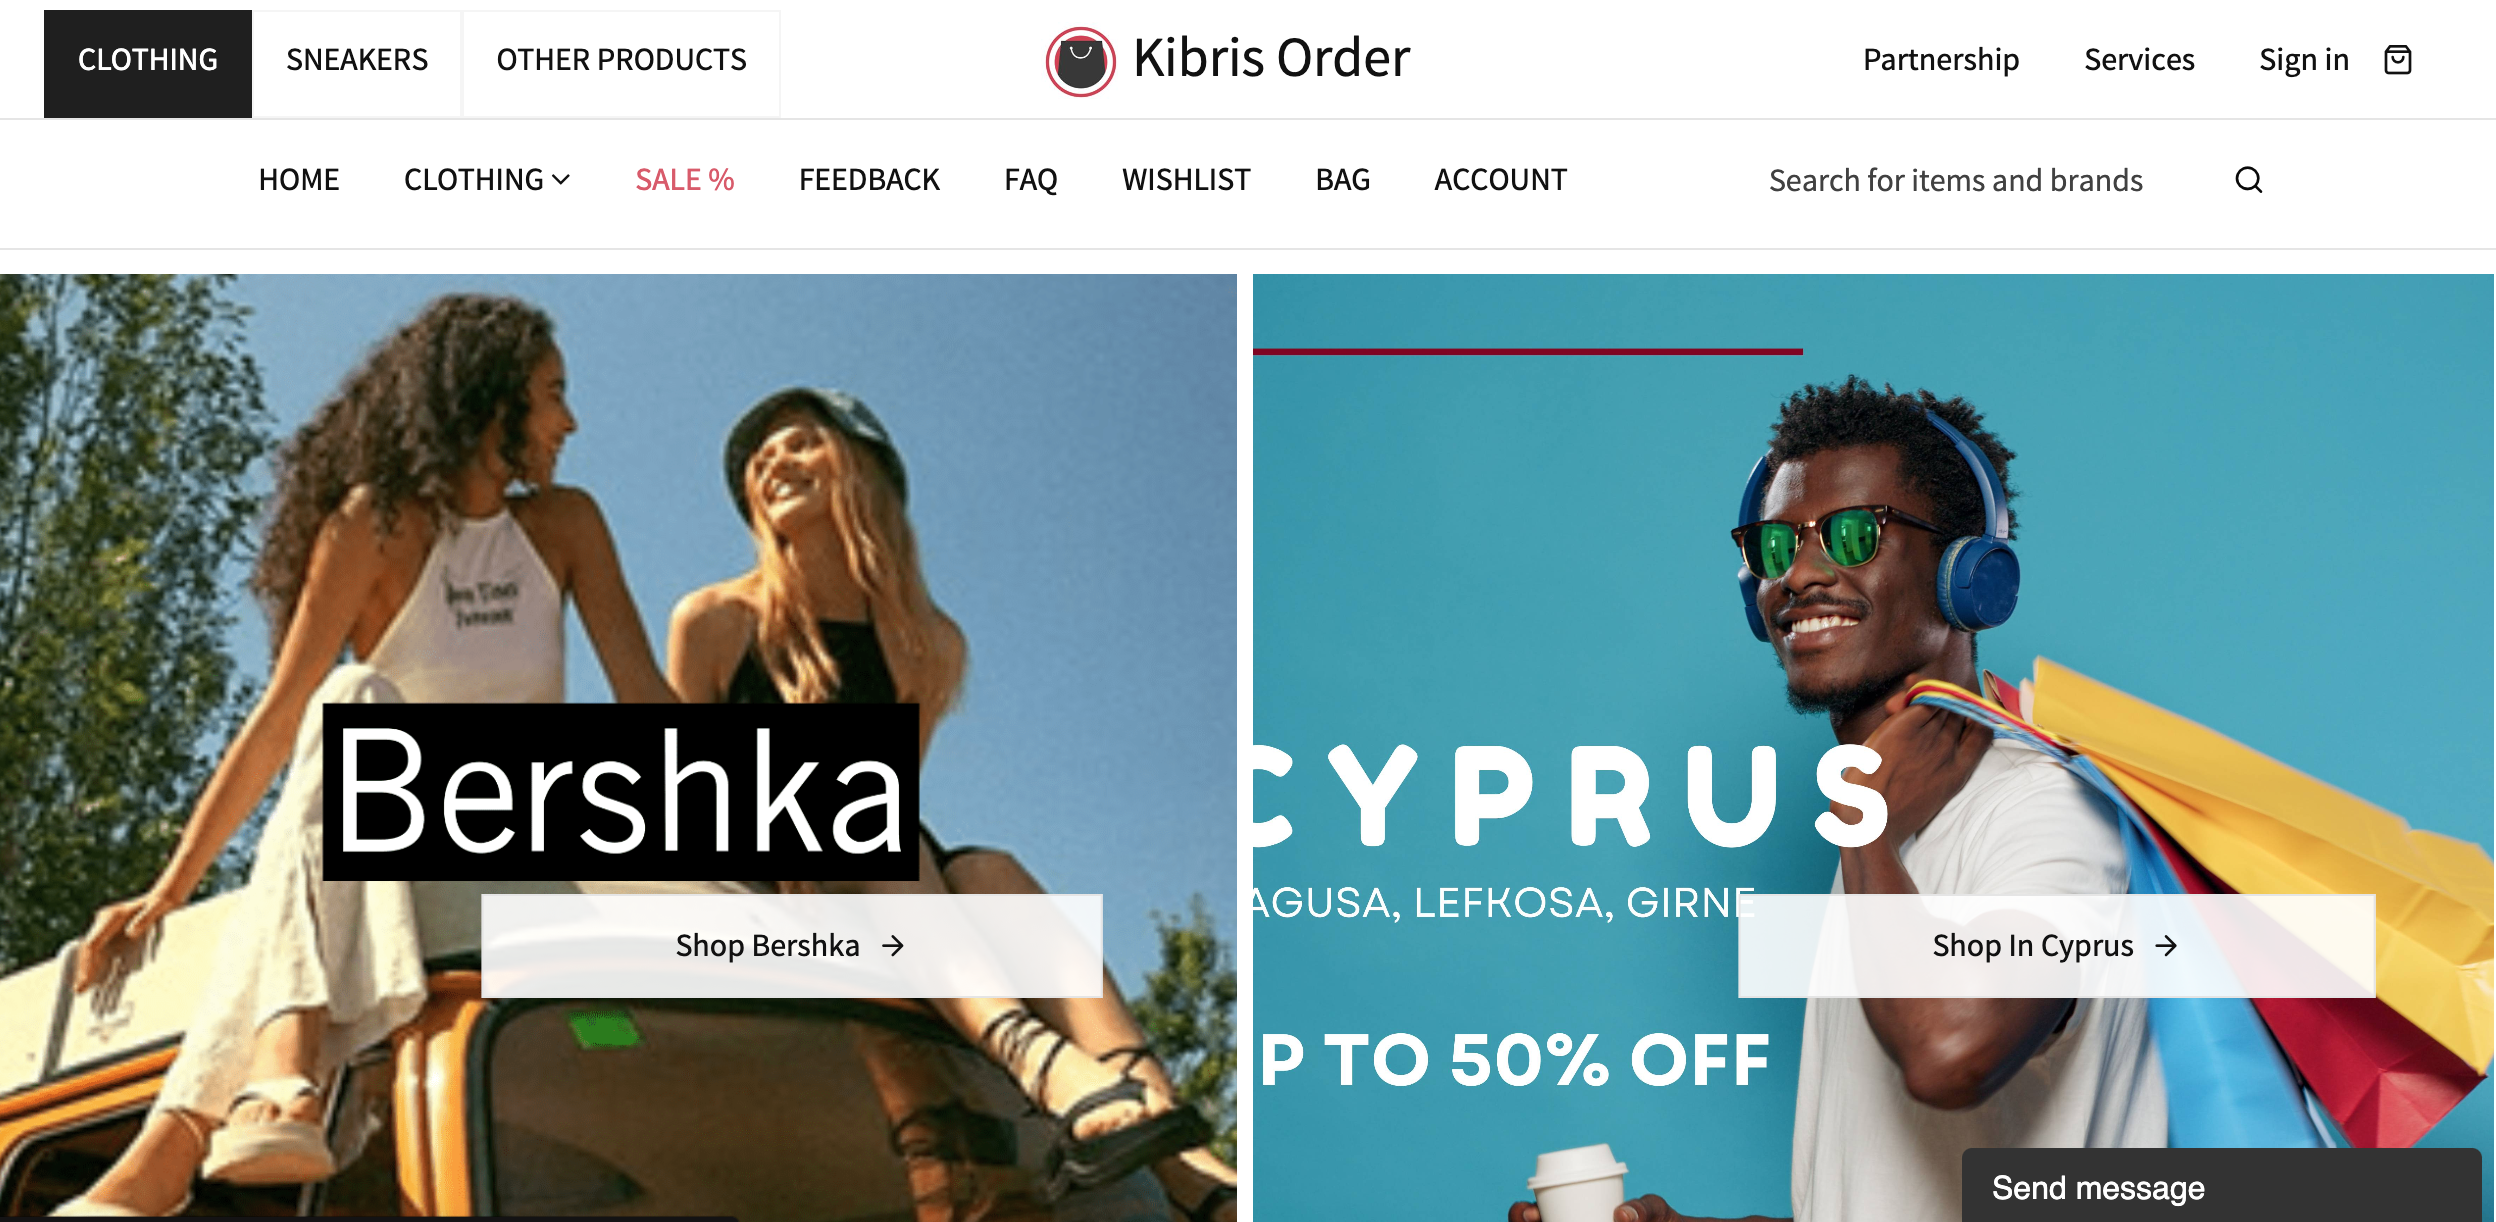 CLOTHING
SNEAKERS
OTHER PRODUCTS
Kibris Order
Partnership
Services
Sign in
HOME
CLOTHING
SALE %
FEEDBACK
FAQ
WISHLIST
BAG
ACCOUNT
Search for items and brands
Bershka
Shop Bershka →
CYPRUS
AGUSA, LEFKOSA, GIRNE
Shop In Cyprus →
P TO 50% OFF
Send message